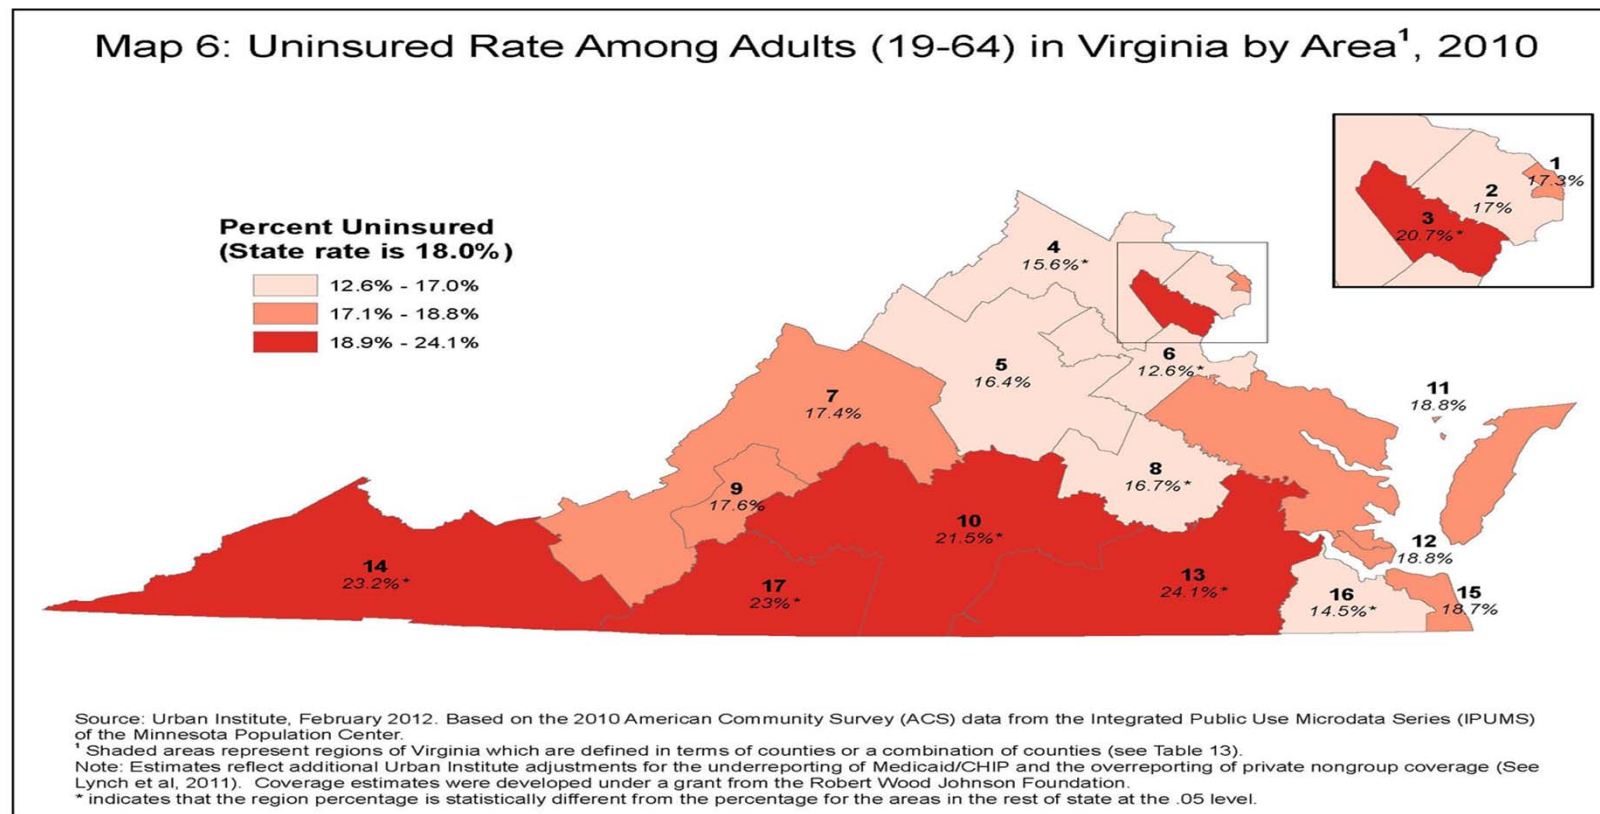 Map 6: Uninsured Rate Among Adults (19-64) in Virginia by Area¹, 2010
Percent Uninsured
(State rate is 18.0%)
12.6% - 17.0%
17.1% - 18.8%
18.9% - 24.1%
1
17.3%
2
17%
3
20.7%*
4
15.6%*
5
16.4%
6
12.6%*
7
17.4%
8
16.7%*
9
17.6%
10
21.5%*
11
18.8%
12
18.8%
13
24.1%*
14
23.2%*
15
18.7%
16
14.5%*
17
23%*
Source: Urban Institute, February 2012. Based on the 2010 American Community Survey (ACS) data from the Integrated Public Use Microdata Series (IPUMS)
of the Minnesota Population Center.
¹ Shaded areas represent regions of Virginia which are defined in terms of counties or a combination of counties (see Table 13).
Note: Estimates reflect additional Urban Institute adjustments for the underreporting of Medicaid/CHIP and the overreporting of private nongroup coverage (See
Lynch et al, 2011). Coverage estimates were developed under a grant from the Robert Wood Johnson Foundation.
* indicates that the region percentage is statistically different from the percentage for the areas in the rest of state at the .05 level.